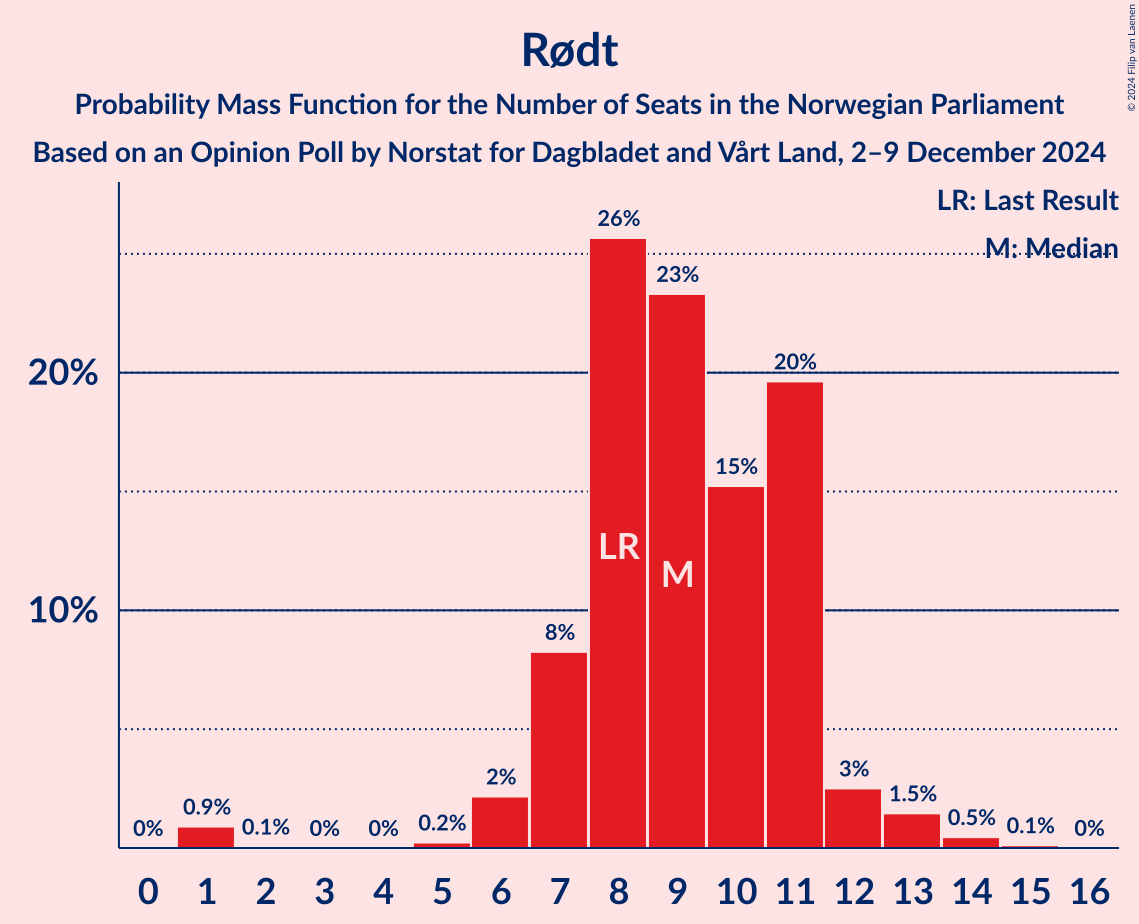 Rødt
Probability Mass Function for the Number of Seats in the Norwegian Parliament
Based on an Opinion Poll by Norstat for Dagbladet and Vårt Land, 2–9 December 2024
© 2024 Filip van Laenen
LR: Last Result
M: Median
20%
10%
0%
0.9%
0.1%
0%
0%
0.2%
2%
8%
26%
23%
15%
20%
3%
1.5%
0.5%
0.1%
0%
LR
M
0 1 2 3 4 5 6 7 8 9 10 11 12 13 14 15 16